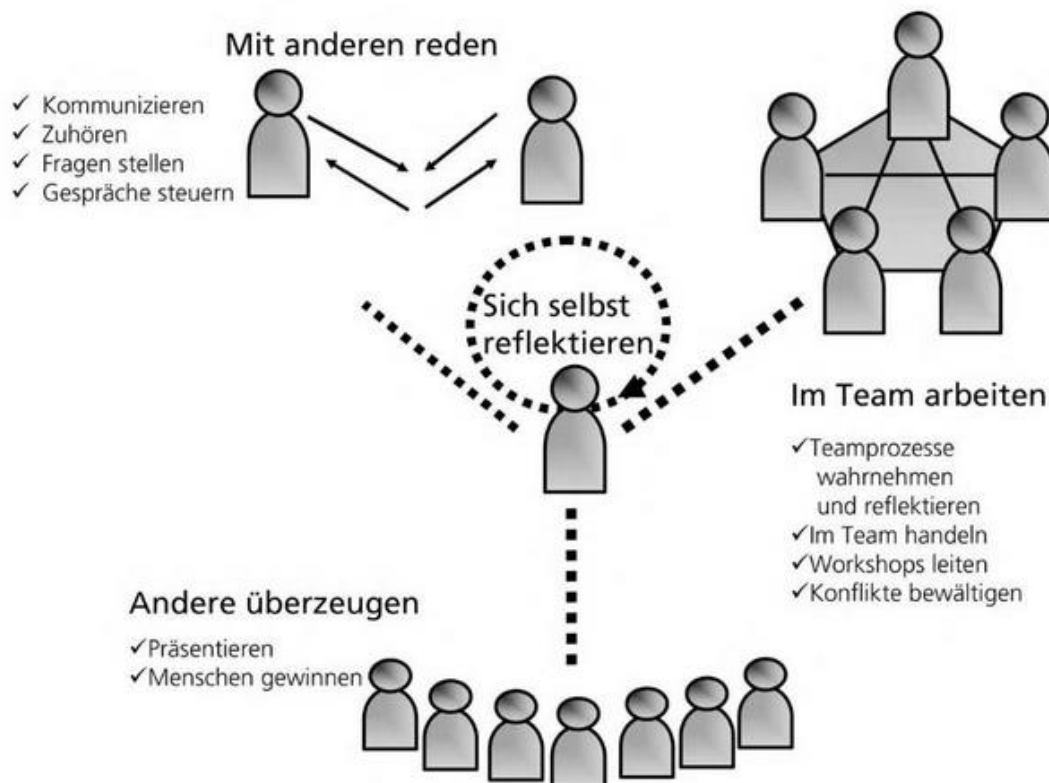 Mit anderen reden
✓ Kommunizieren
✓ Zuhören
✓ Fragen stellen
✓ Gespräche steuern
Sich selbst
reflektieren
Im Team arbeiten
✓Teamprozesse
wahrnehmen
und reflektieren
✓Im Team handeln
✓Workshops leiten
✓Konflikte bewältigen
Andere überzeugen
✓Präsentieren
✓Menschen gewinnen